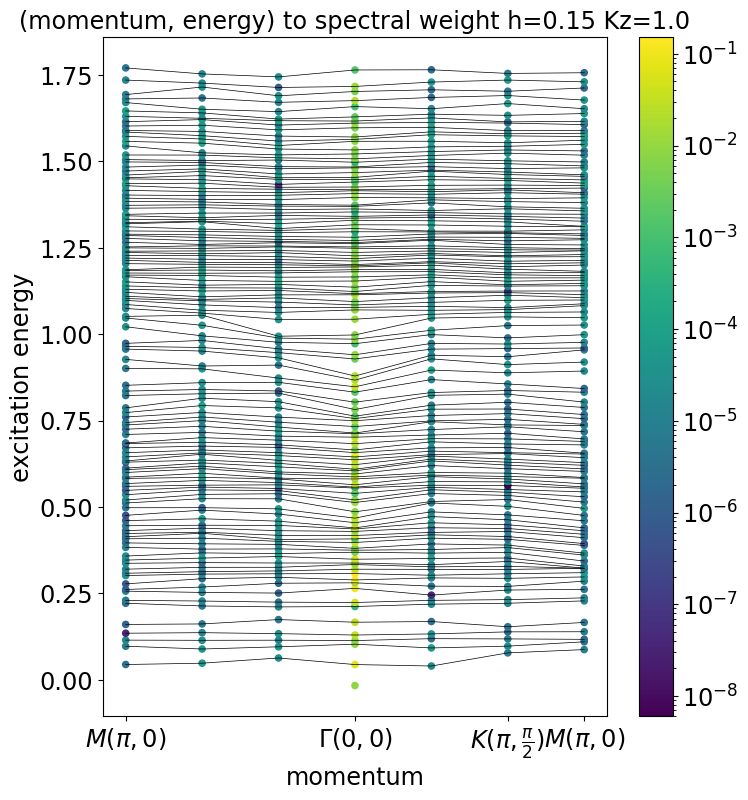 (momentum, energy) to spectral weight h=0.15 Kz=1.0
excitation energy
1.75
1.50
1.25
1.00
0.75
0.50
0.25
0.00
M(π, 0)
Γ(0, 0)
K(π, π/2)
M(π, 0)
momentum
10⁻¹
10⁻²
10⁻³
10⁻⁴
10⁻⁵
10⁻⁶
10⁻⁷
10⁻⁸